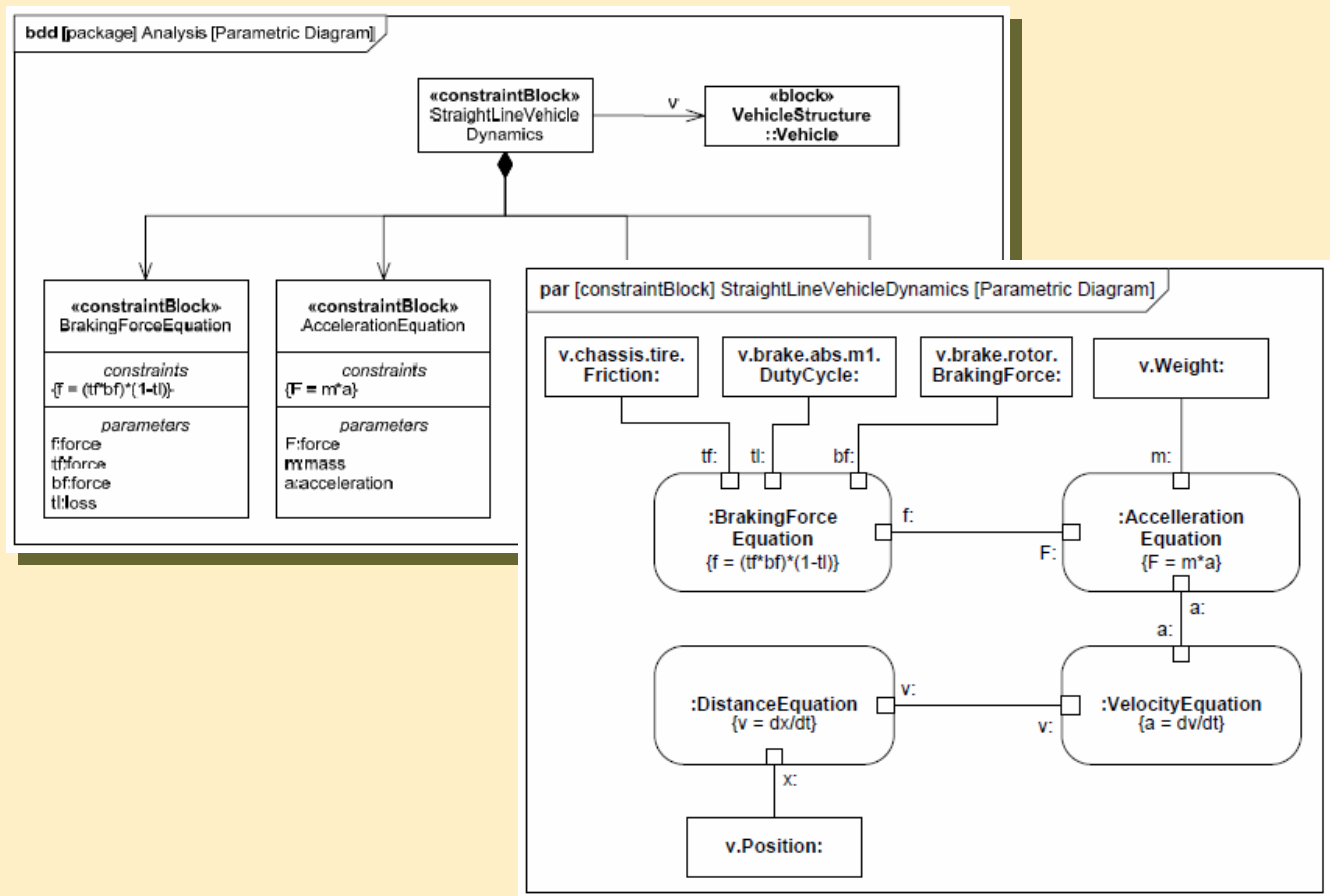 bdd [package] Analysis [Parametric Diagram]
«constraintBlock»
StraightLineVehicle
Dynamics
v
«block»
VehicleStructure
::Vehicle
«constraintBlock»
BrakingForceEquation
constraints
{f = (tf*bf)*(1-tl)}
parameters
f:force
tf:force
bf:force
tl:loss
«constraintBlock»
AccelerationEquation
constraints
{F = m*a}
parameters
F:force
m:mass
a:acceleration
par [constraintBlock] StraightLineVehicleDynamics [Parametric Diagram]
v.chassis.tire.
Friction:
v.brake.abs.m1.
DutyCycle:
v.brake.rotor.
BrakingForce:
v.Weight:
tf:
tl:
bf:
m:
:BrakingForce
Equation
{f = (tf*bf)*(1-tl)}
f:
F:
:Accelleration
Equation
{F = m*a}
a:
a:
:DistanceEquation
{v = dx/dt}
v:
v:
:VelocityEquation
{a = dv/dt}
x:
v.Position: